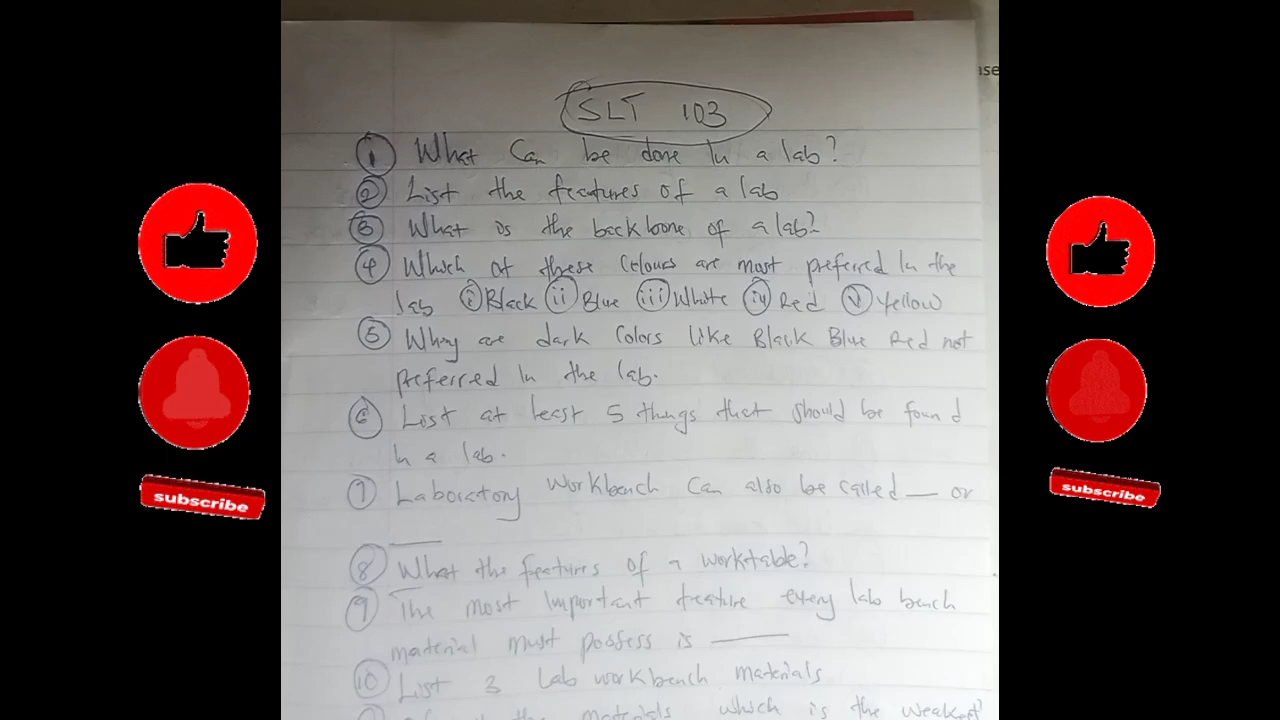 ase
SLT 103
1 What Can be done In a lab?
2 List the features of a lab
3 What is the backbone of a lab?
4 Which of these Colours are most preferred In the
lab i Black ii Blue iii White iv Red v Yellow
5 Why are dark Colors like Black Blue Red not
preferred In the lab.
6 List at least 5 things that should be found
In a lab.
7 Laboratory Workbench Can also be called — or
—
8 What the features of a worktable?
9 The most Important feature every lab bench
material must possess is —
10 List 3 Lab workbench materials
the materials which is the weakest
subscribe
subscribe